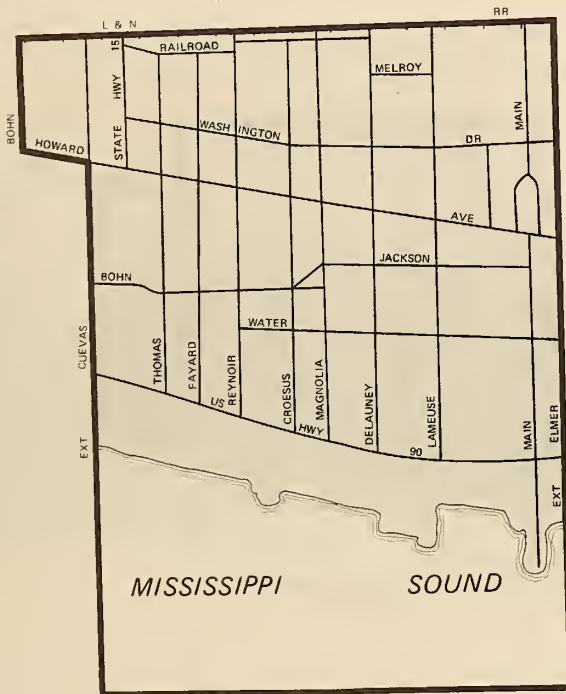 L & N RR
15
RAILROAD
MELROY
BOHN
HWY
STATE
HOWARD
WASHINGTON
DR
MAIN
AVE
JACKSON
BOHN
WATER
CUEVAS
THOMAS
FAYARD
REYNOIR
CROESUS
MAGNOLIA
DELAUNEY
LAMEUSE
MAIN
ELMER
US
HWY
90
EXT
EXT
MISSISSIPPI SOUND